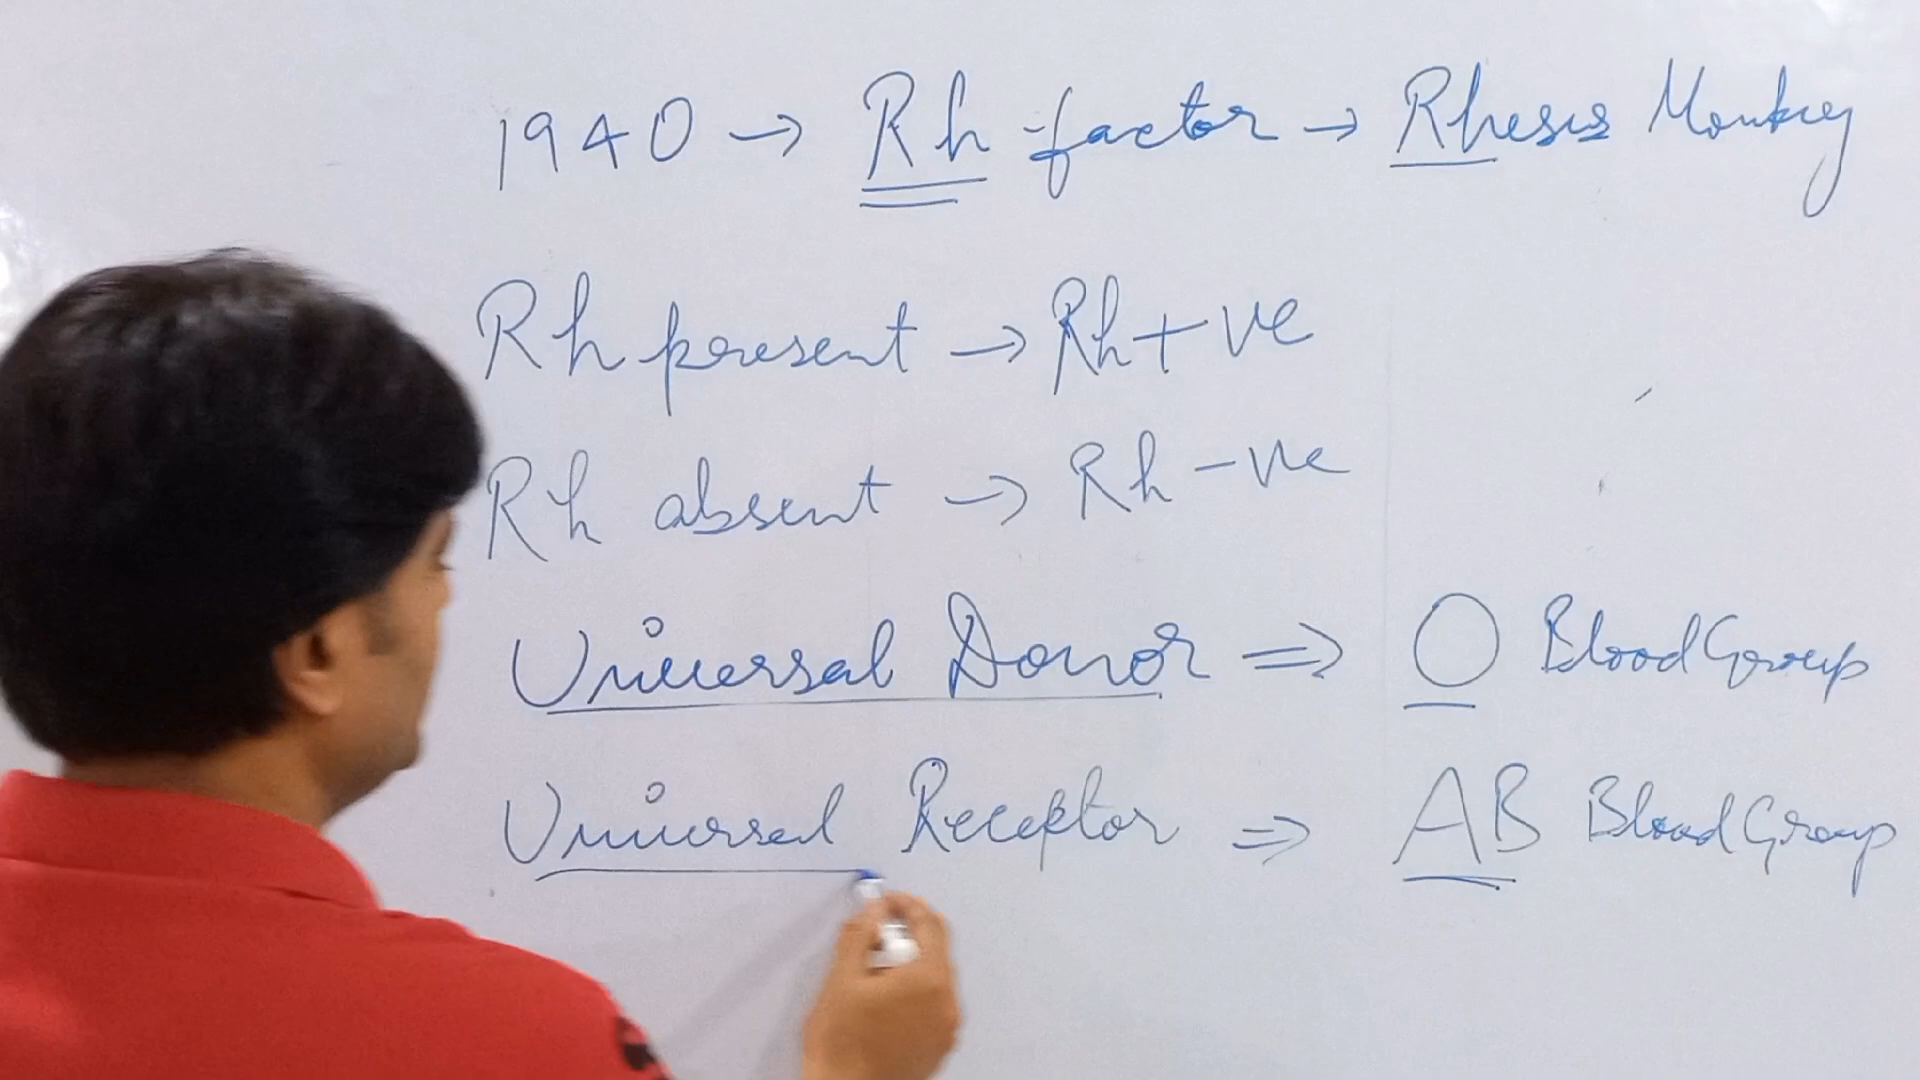 1940 → Rh-factor → Rhesis Monkey
Rh present → Rh+ve
Rh absent → Rh-ve
Universal Donor ⇒ O Blood Group
Universal Receptor ⇒ AB Blood Group